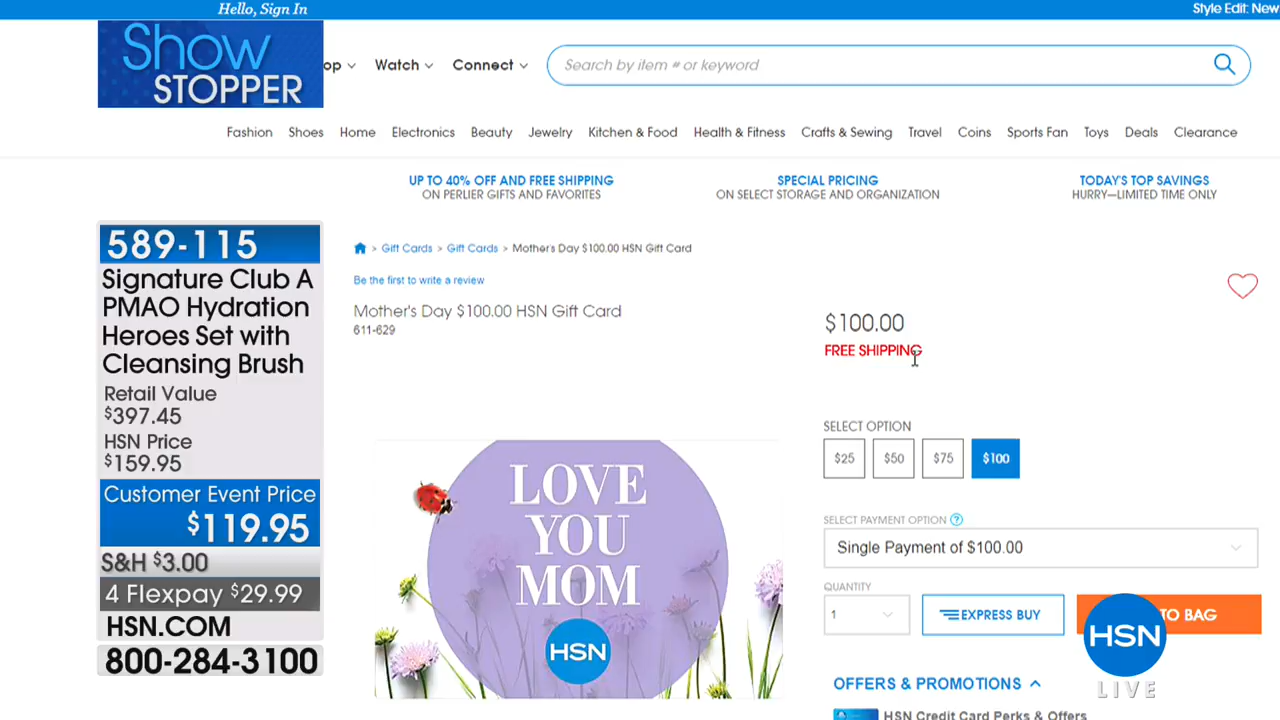 Hello, Sign In
Style Edit: New
Show
STOPPER
op
Watch
Connect
Search by item # or keyword
Fashion
Shoes
Home
Electronics
Beauty
Jewelry
Kitchen & Food
Health & Fitness
Crafts & Sewing
Travel
Coins
Sports Fan
Toys
Deals
Clearance
UP TO 40% OFF AND FREE SHIPPING
ON PERLIER GIFTS AND FAVORITES
SPECIAL PRICING
ON SELECT STORAGE AND ORGANIZATION
TODAY'S TOP SAVINGS
HURRY—LIMITED TIME ONLY
589-115
Signature Club A
PMAO Hydration
Heroes Set with
Cleansing Brush
Retail Value
$397.45
HSN Price
$159.95
Customer Event Price
$119.95
S&H $3.00
4 Flexpay $29.99
HSN.COM
800-284-3100
> Gift Cards > Gift Cards > Mother's Day $100.00 HSN Gift Card
Be the first to write a review
Mother's Day $100.00 HSN Gift Card
611-629
LOVE
YOU
MOM
HSN
$100.00
FREE SHIPPING
SELECT OPTION
$25
$50
$75
$100
SELECT PAYMENT OPTION ?
Single Payment of $100.00
QUANTITY
1
EXPRESS BUY
TO BAG
HSN
LIVE
OFFERS & PROMOTIONS
HSN Credit Card Perks & Offers